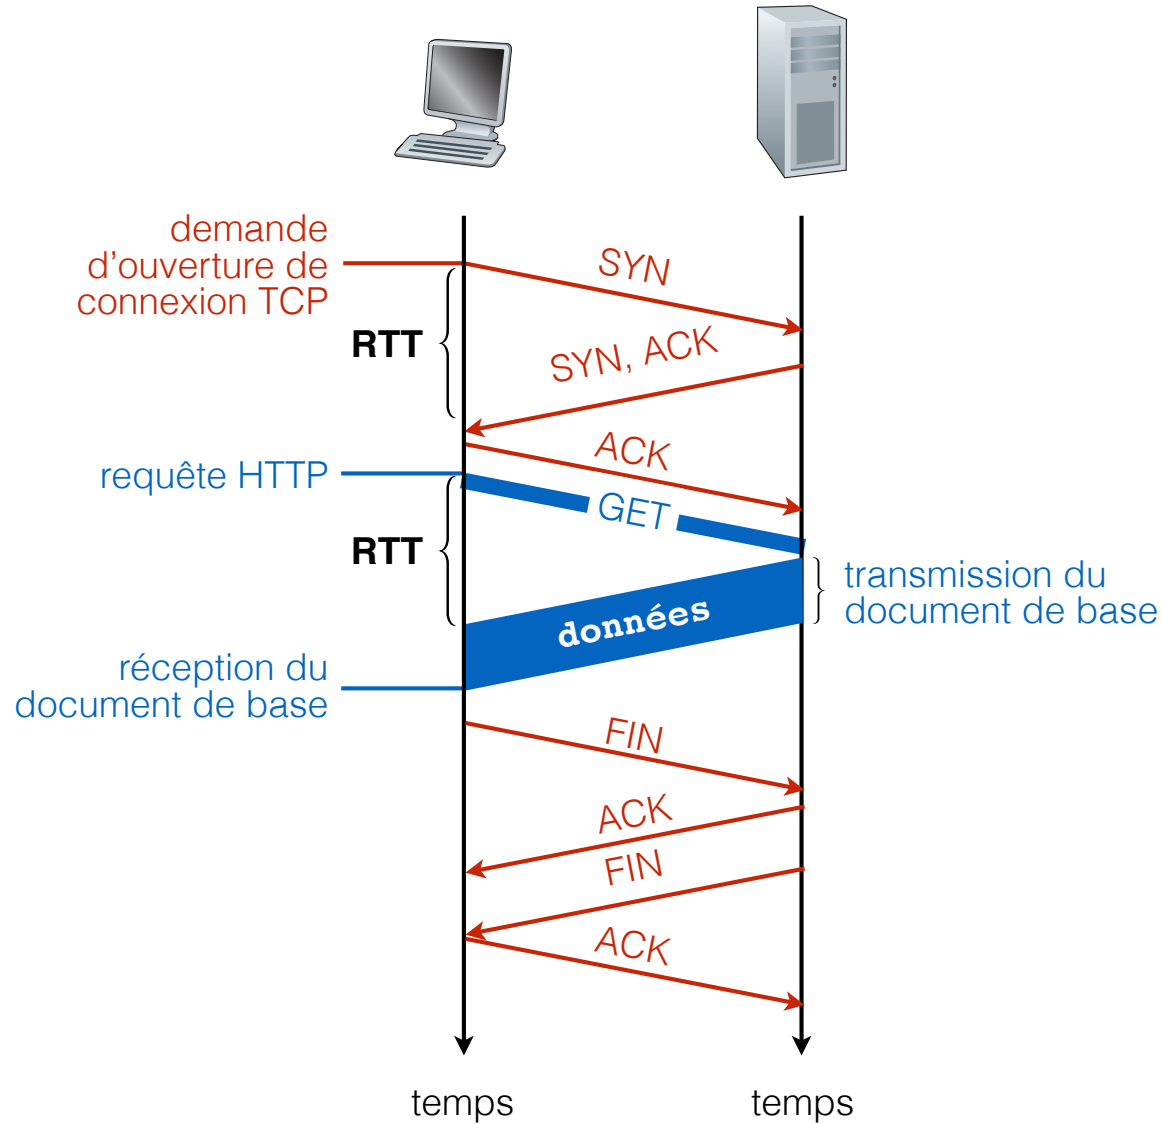 demande
d'ouverture de
connexion TCP
SYN
RTT
SYN, ACK
ACK
requête HTTP
GET
RTT
transmission du
document de base
données
réception du
document de base
FIN
ACK
FIN
ACK
temps
temps